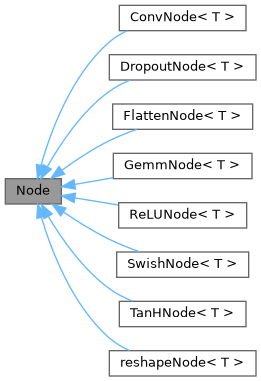 ConvNode< T >
DropoutNode< T >
FlattenNode< T >
GemmNode< T >
Node
ReLUNode< T >
SwishNode< T >
TanHNode< T >
reshapeNode< T >